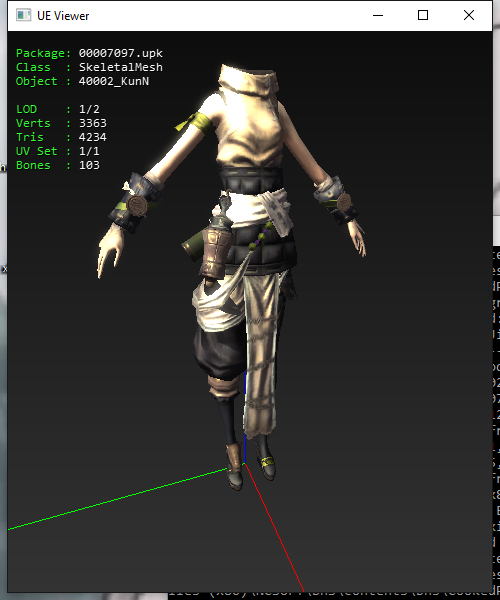 UE Viewer
Package: 00007097.upk
Class : SkeletalMesh
Object : 40002_KunN
LOD : 1/2
Verts : 3363
Tris : 4234
UV Set : 1/1
Bones : 103